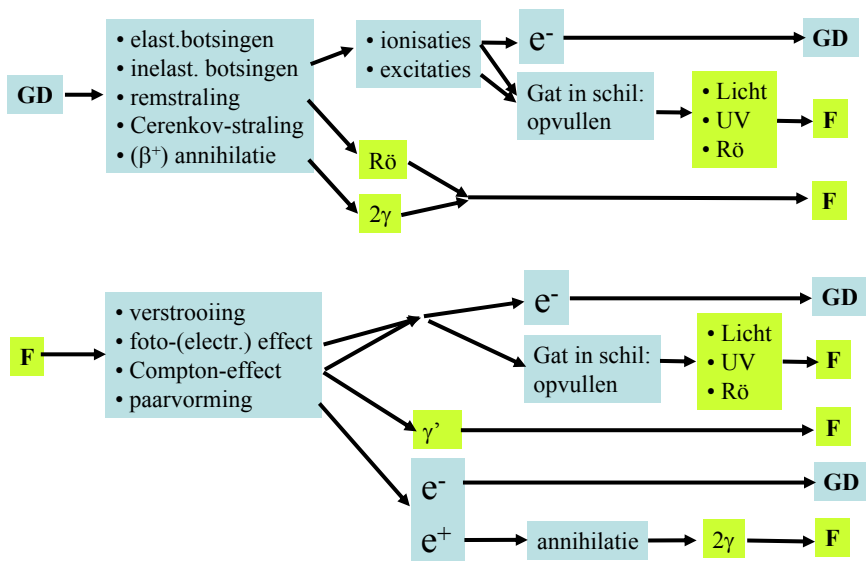 GD
• elast.botsingen
• inelast. botsingen
• remstraling
• Cerenkov-straling
• (β⁺) annihilatie
• ionisaties
• excitaties
e⁻
GD
Gat in schil:
opvullen
• Licht
• UV
• Rö
F
Rö
2γ
F
F
• verstrooiing
• foto-(electr.) effect
• Compton-effect
• paarvorming
e⁻
GD
Gat in schil:
opvullen
• Licht
• UV
• Rö
F
γ’
F
e⁻
GD
e⁺
annihilatie
2γ
F